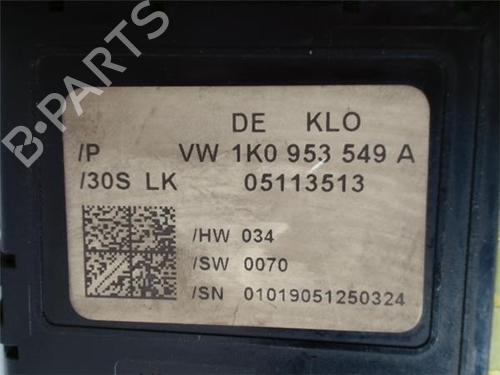 B-PARTS
DE KLO
/P VW 1K0 953 549 A
/30S LK 05113513
/HW 034
/SW 0070
/SN 01019051250324